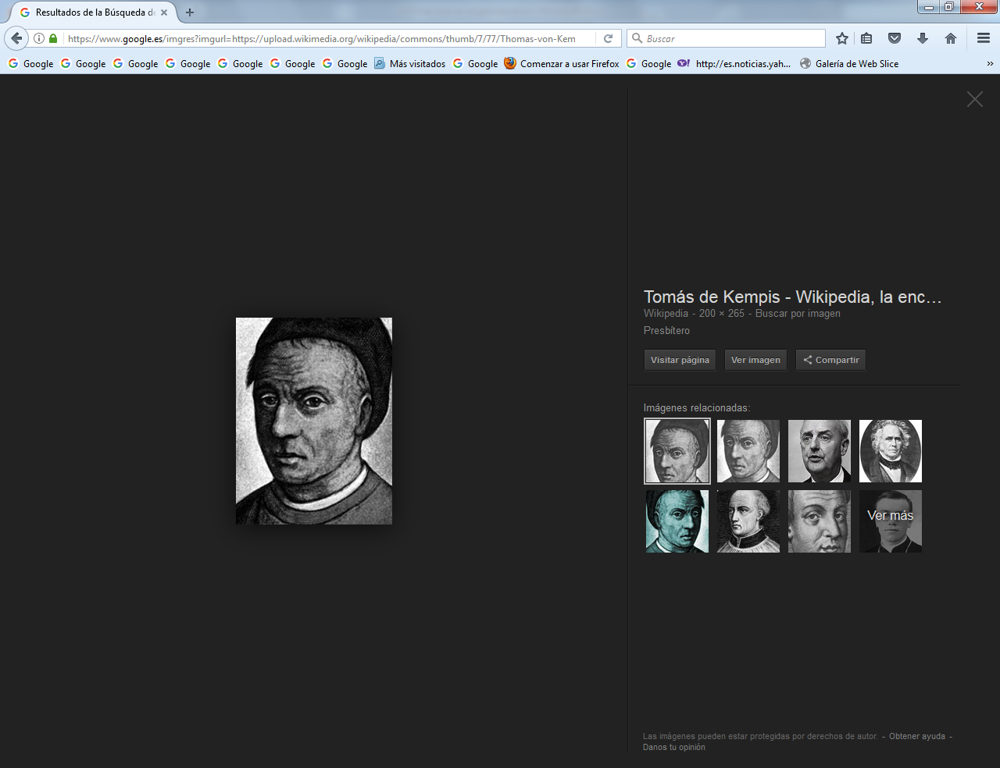 Resultados de la Búsqueda de
https://www.google.es/imgres?imgurl=https://upload.wikimedia.org/wikipedia/commons/thumb/7/77/Thomas-von-Kem
Buscar
Google Google Google Google Google Google Google Más visitados Google Comenzar a usar Firefox Google http://es.noticias.yah... Galería de Web Slice »
Tomás de Kempis - Wikipedia, la enc...
Wikipedia - 200 × 265 - Buscar por imagen
Presbítero
Visitar página Ver imagen Compartir
Imágenes relacionadas:
Ver más
Las imágenes pueden estar protegidas por derechos de autor. - Obtener ayuda -
Danos tu opinión